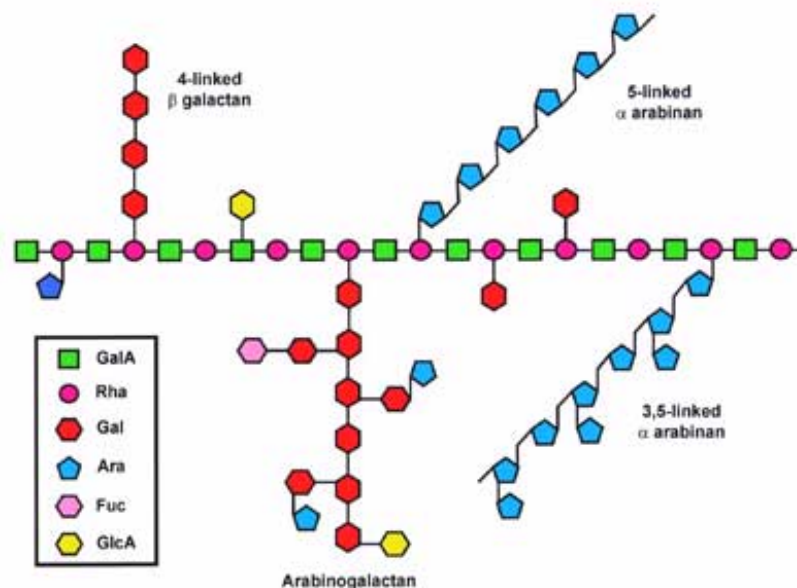 4-linked
β galactan
5-linked
α arabinan
GalA
Rha
Gal
Ara
Fuc
GlcA
3,5-linked
α arabinan
Arabinogalactan